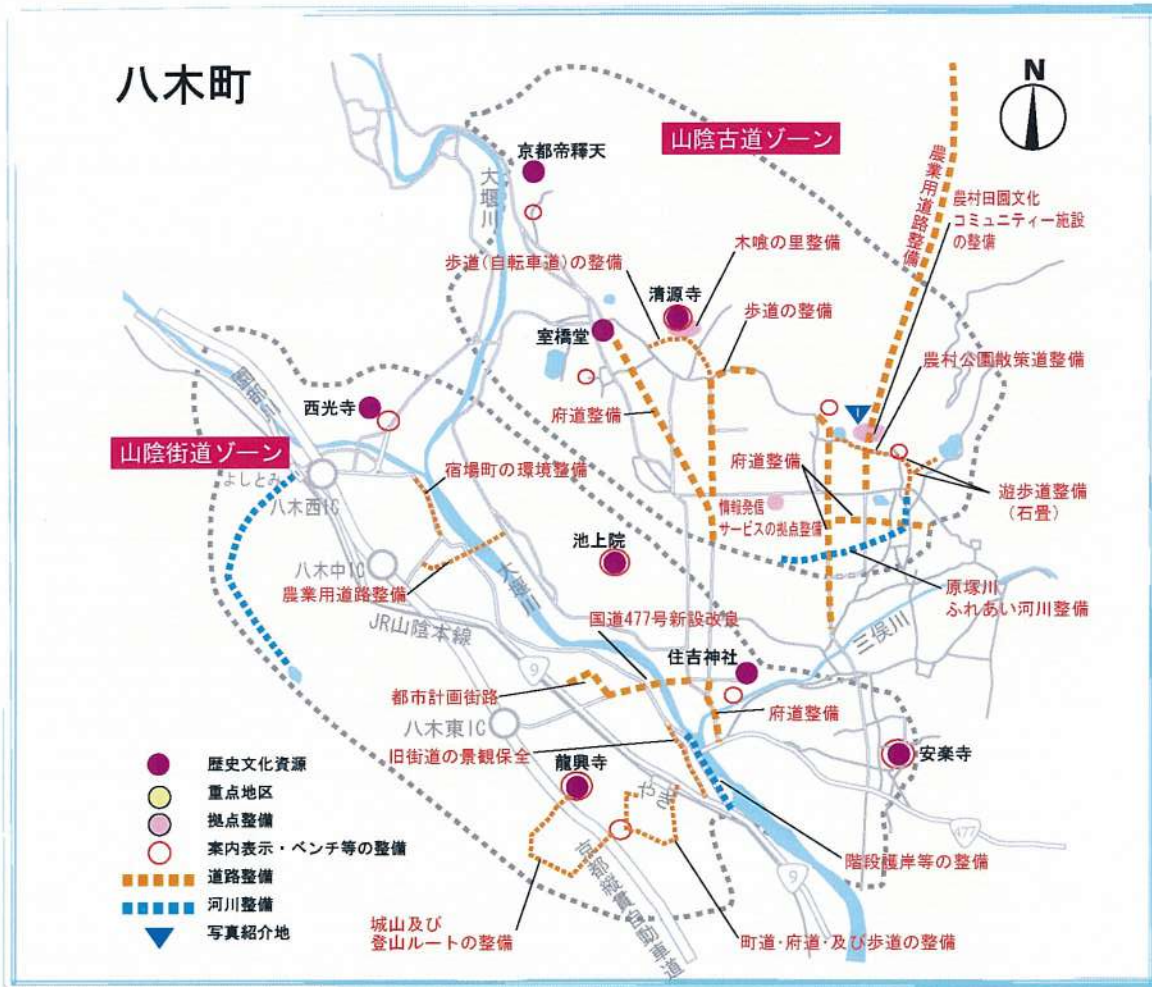 八木町
N
山陰古道ゾーン
京都帝釋天
大堰川
農業用道路整備
農村田園文化
コミュニティー施設
の整備
木喰の里整備
歩道(自転車道)の整備
清源寺
歩道の整備
室橋堂
農村公園散策道整備
1
府道整備
西光寺
園部川
山陰街道ゾーン
よしとみ
八木西IC
宿場町の環境整備
府道整備
遊歩道整備
(石畳)
情報発信
サービスの拠点整備
池上院
八木中IC
農業用道路整備
大堰川
原塚川
ふれあい河川整備
国道477号新設改良
JR山陰本線
9
三俣川
住吉神社
都市計画街路
八木東IC
府道整備
旧街道の景観保全
龍興寺
安楽寺
やぎ
477
階段護岸等の整備
9
京都縦貫自動車道
城山及び
登山ルートの整備
町道・府道・及び歩道の整備
歴史文化資源
重点地区
拠点整備
案内表示・ベンチ等の整備
道路整備
河川整備
写真紹介地